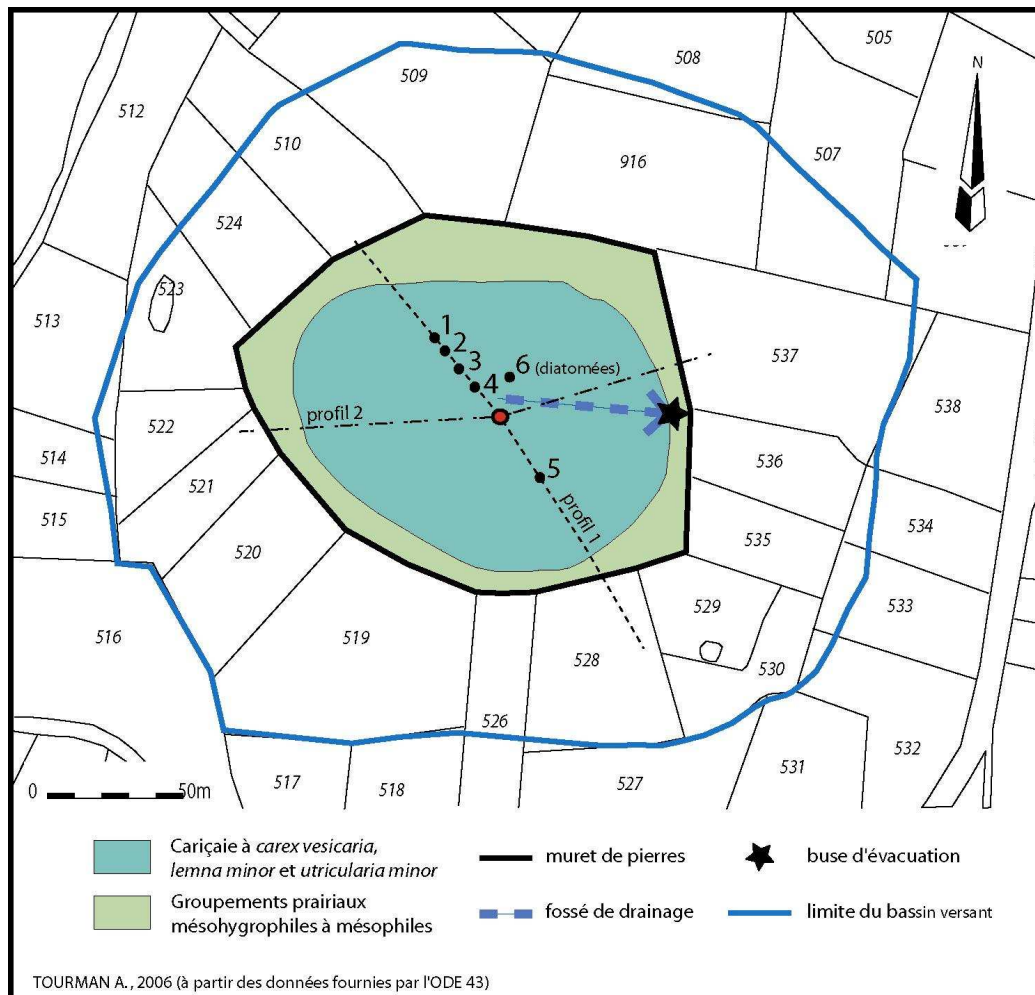 505
508
509
512
N
510
507
916
524
523
513
1
2
3
6 (diatomées)
4
537
538
profil 2
522
514
536
5
521
profil 1
515
534
520
535
529
533
516
519
528
530
526
532
531
0 50m
517
518
527
Cariçaie à carex vesicaria,
lemna minor et utricularia minor
muret de pierres
buse d'évacuation
Groupements prairiaux
mésohygrophiles à mésophiles
fossé de drainage
limite du bassin versant
TOURMAN A., 2006 (à partir des données fournies par l'ODE 43)